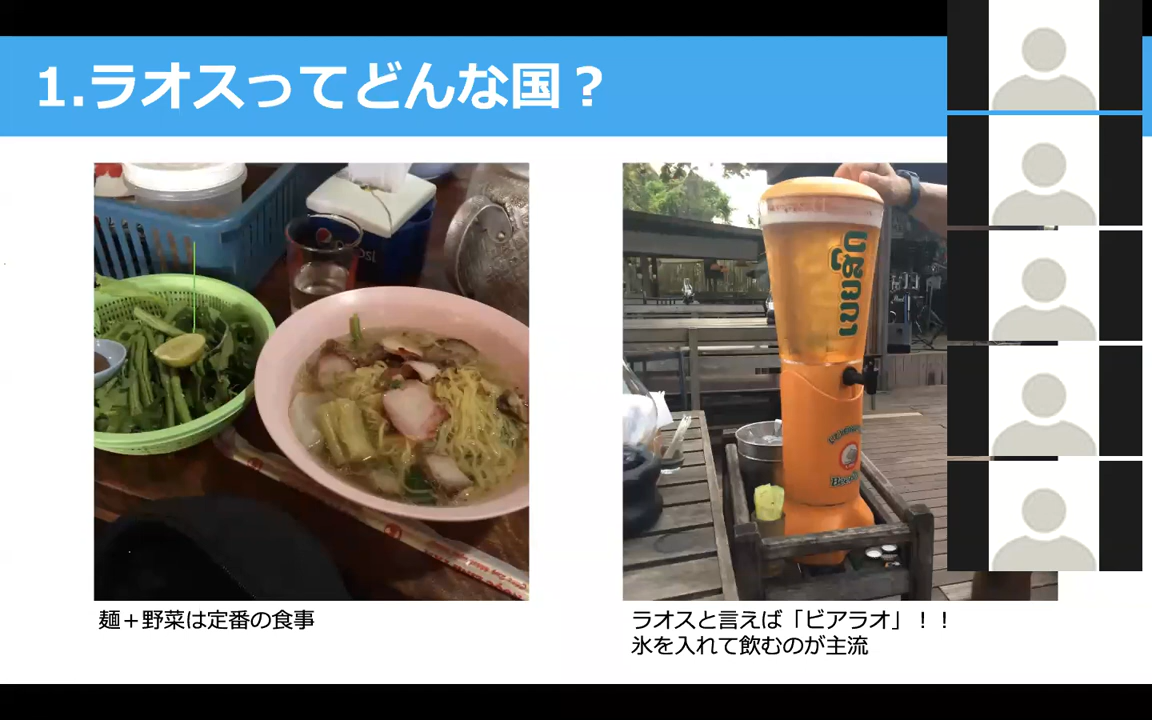 1.ラオスってどんな国？
麺＋野菜は定番の食事
ラオスと言えば「ビアラオ」！！
氷を入れて飲むのが主流